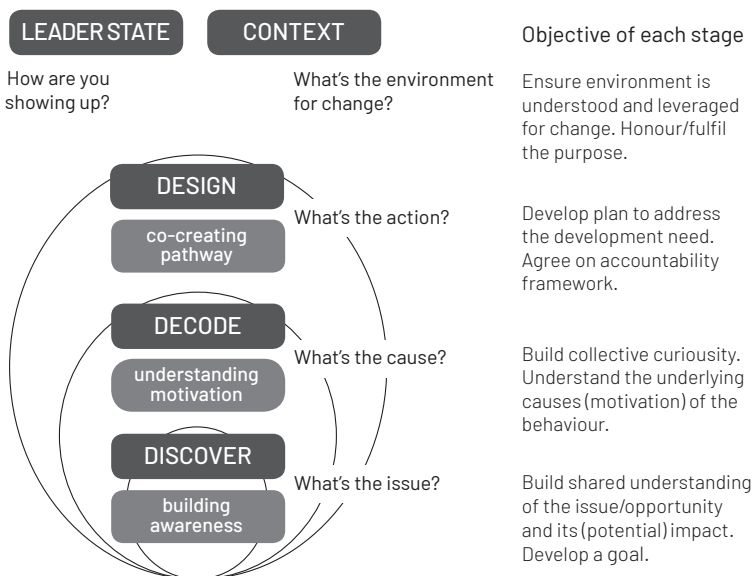 LEADER STATE
CONTEXT
Objective of each stage
How are you
showing up?
What's the environment
for change?
Ensure environment is
understood and leveraged
for change. Honour/fulfil
the purpose.
DESIGN
co-creating
pathway
What's the action?
Develop plan to address
the development need.
Agree on accountability
framework.
DECODE
understanding
motivation
What's the cause?
Build collective curiousity.
Understand the underlying
causes (motivation) of the
behaviour.
DISCOVER
building
awareness
What's the issue?
Build shared understanding
of the issue/opportunity
and its (potential) impact.
Develop a goal.